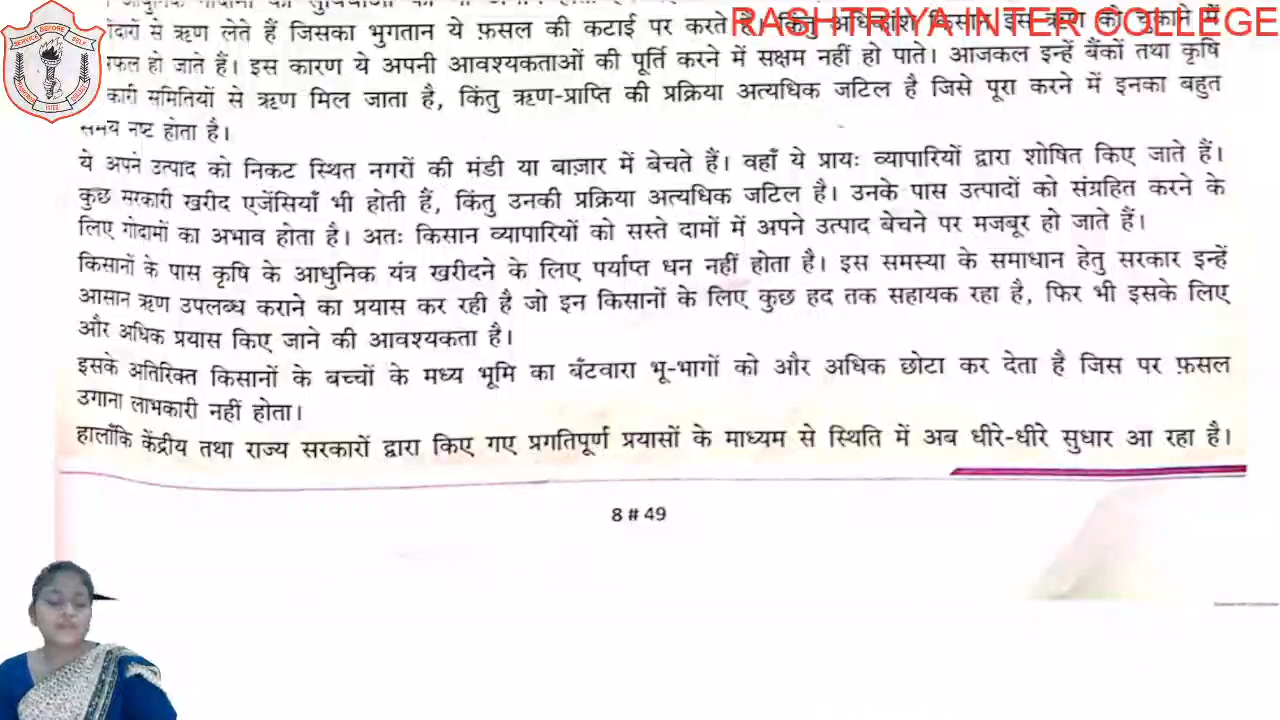 RASHTRIYA INTER COLLEGE
SERVICE BEFORE SELF
से ऋण लेते हैं जिसका भुगतान ये फ़सल की कटाई पर करते हैं। किंतु अधिकांश किसान इस ऋण को चुकाने में
हो जाते हैं। इस कारण ये अपनी आवश्यकताओं की पूर्ति करने में सक्षम नहीं हो पाते। आजकल इन्हें बैंकों तथा कृषि
समितियों से ऋण मिल जाता है, किंतु ऋण-प्राप्ति की प्रक्रिया अत्यधिक जटिल है जिसे पूरा करने में इनका बहुत
समय नष्ट होता है।
ये अपने उत्पाद को निकट स्थित नगरों की मंडी या बाज़ार में बेचते हैं। वहाँ ये प्रायः व्यापारियों द्वारा शोषित किए जाते हैं।
कुछ सरकारी खरीद एजेंसियाँ भी होती हैं, किंतु उनकी प्रक्रिया अत्यधिक जटिल है। उनके पास उत्पादों को संग्रहित करने के
लिए गोदामों का अभाव होता है। अतः किसान व्यापारियों को सस्ते दामों में अपने उत्पाद बेचने पर मजबूर हो जाते हैं।
किसानों के पास कृषि के आधुनिक यंत्र खरीदने के लिए पर्याप्त धन नहीं होता है। इस समस्या के समाधान हेतु सरकार इन्हें
आसान ऋण उपलब्ध कराने का प्रयास कर रही है जो इन किसानों के लिए कुछ हद तक सहायक रहा है, फिर भी इसके लिए
और अधिक प्रयास किए जाने की आवश्यकता है।
इसके अतिरिक्त किसानों के बच्चों के मध्य भूमि का बँटवारा भू-भागों को और अधिक छोटा कर देता है जिस पर फ़सल
उगाना लाभकारी नहीं होता।
हालाँकि केंद्रीय तथा राज्य सरकारों द्वारा किए गए प्रगतिपूर्ण प्रयासों के माध्यम से स्थिति में अब धीरे-धीरे सुधार आ रहा है।
8 # 49